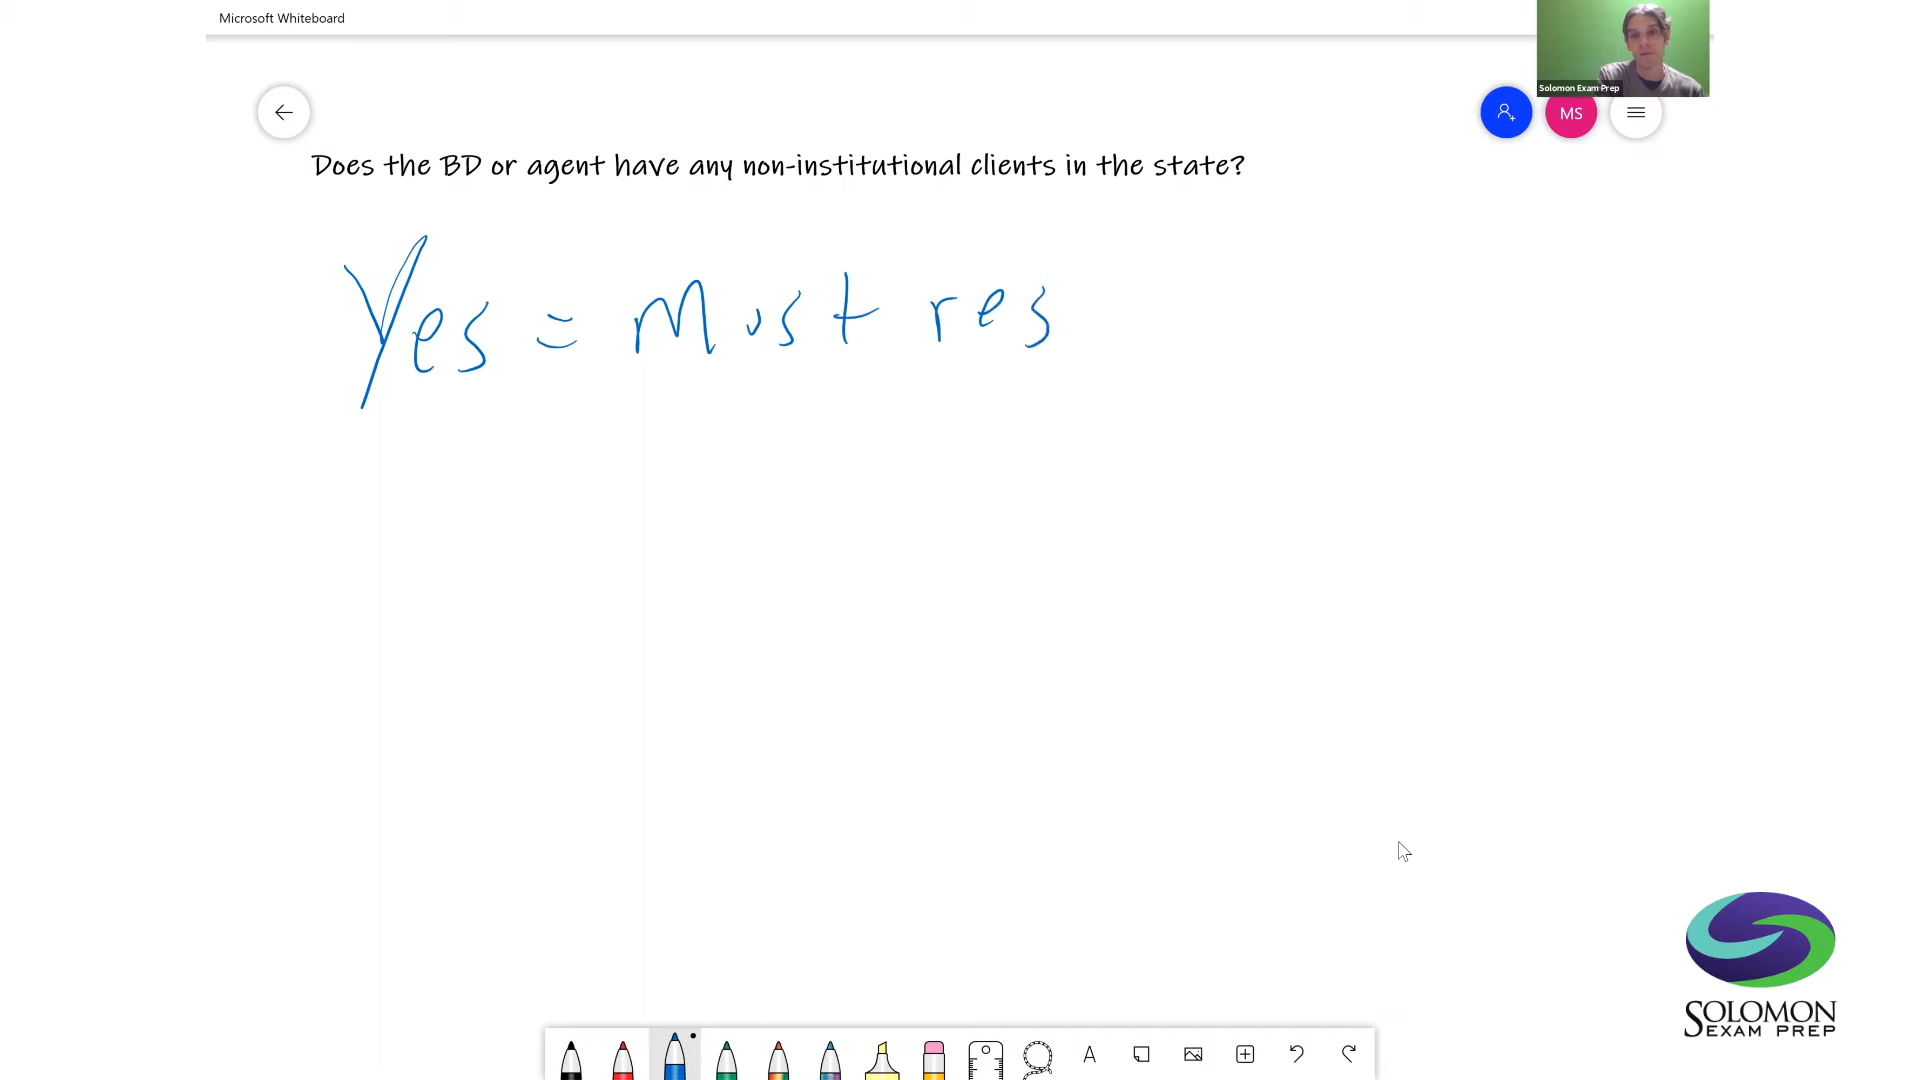 Microsoft Whiteboard
Solomon Exam Prep
MS
Does the BD or agent have any non-institutional clients in the state?
Yes = Must res
A
SOLOMON
EXAM PREP